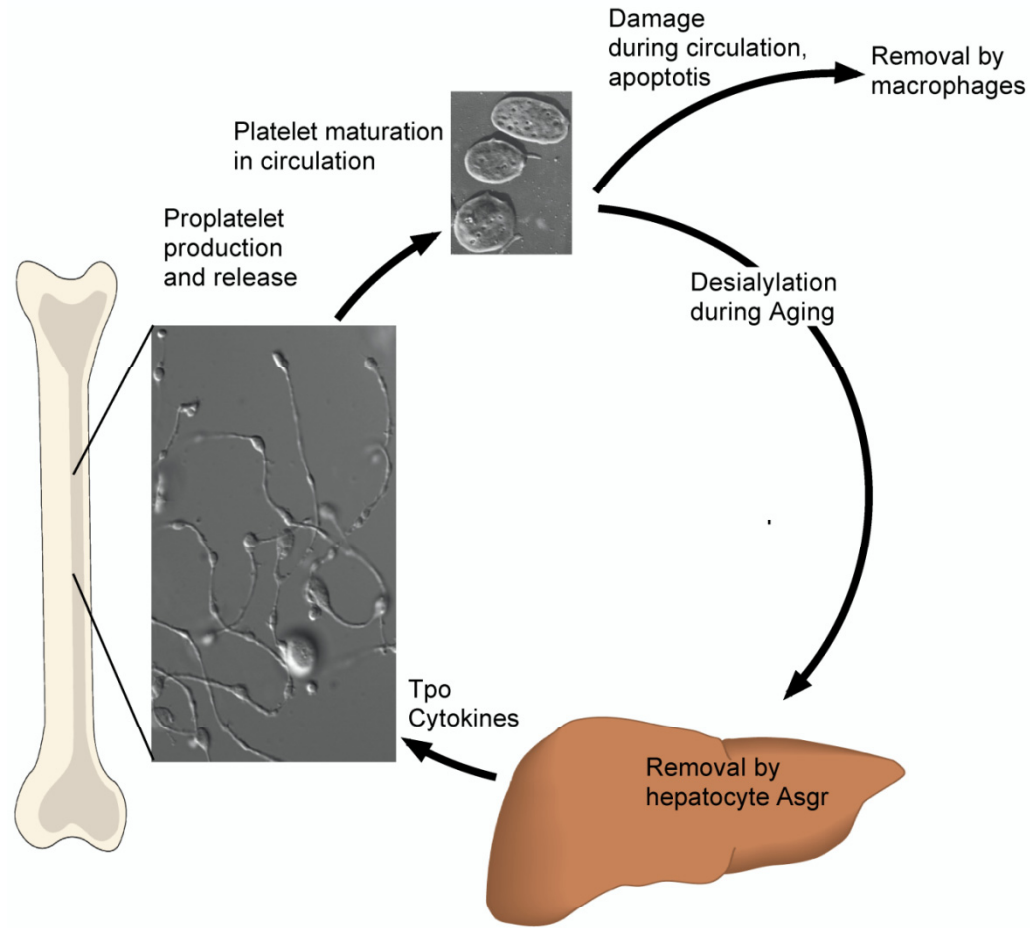 Damage
during circulation,
apoptotis
Removal by
macrophages
Platelet maturation
in circulation
Proplatelet
production
and release
Desialylation
during Aging
Tpo
Cytokines
Removal by
hepatocyte Asgr